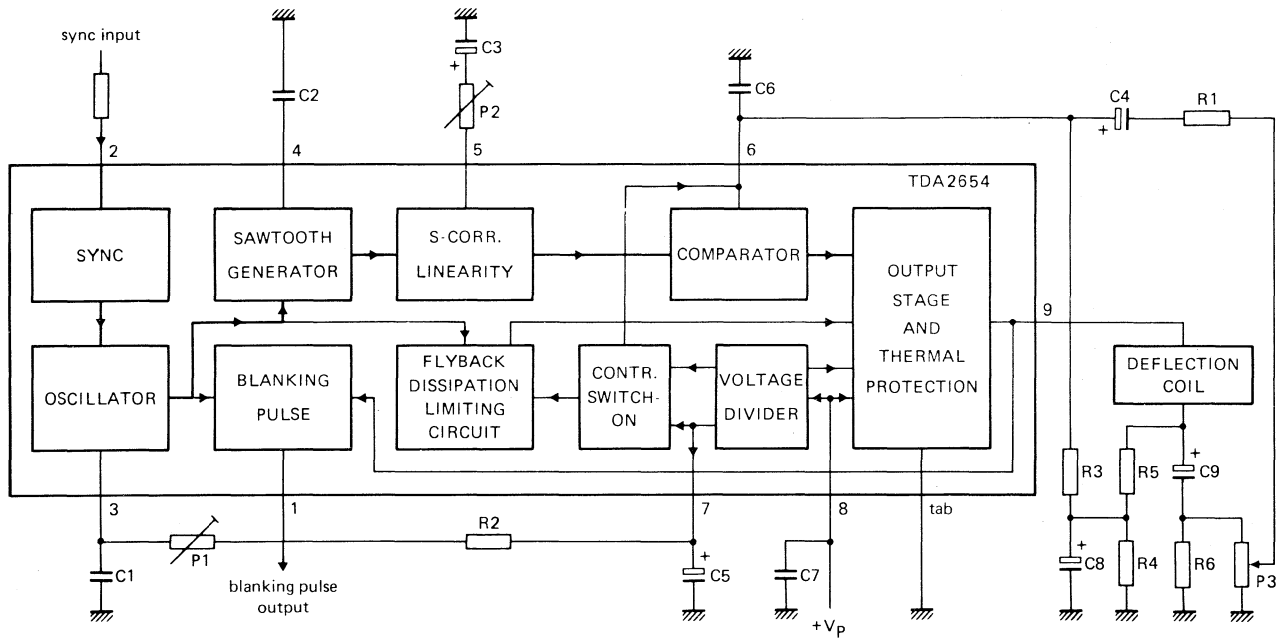 sync input
C3
+
P2
C2
C6
C4
+
R1
2
4
5
6
TDA2654
SYNC
SAWTOOTH
GENERATOR
S-CORR.
LINEARITY
COMPARATOR
OUTPUT
STAGE
AND
THERMAL
PROTECTION
9
OSCILLATOR
BLANKING
PULSE
FLYBACK
DISSIPATION
LIMITING
CIRCUIT
CONTR.
SWITCH-
ON
VOLTAGE
DIVIDER
DEFLECTION
COIL
+
C9
R3
R5
3
1
7
8
tab
P1
R2
+
C5
C1
C7
+
C8
R4
R6
P3
blanking pulse
output
+VP